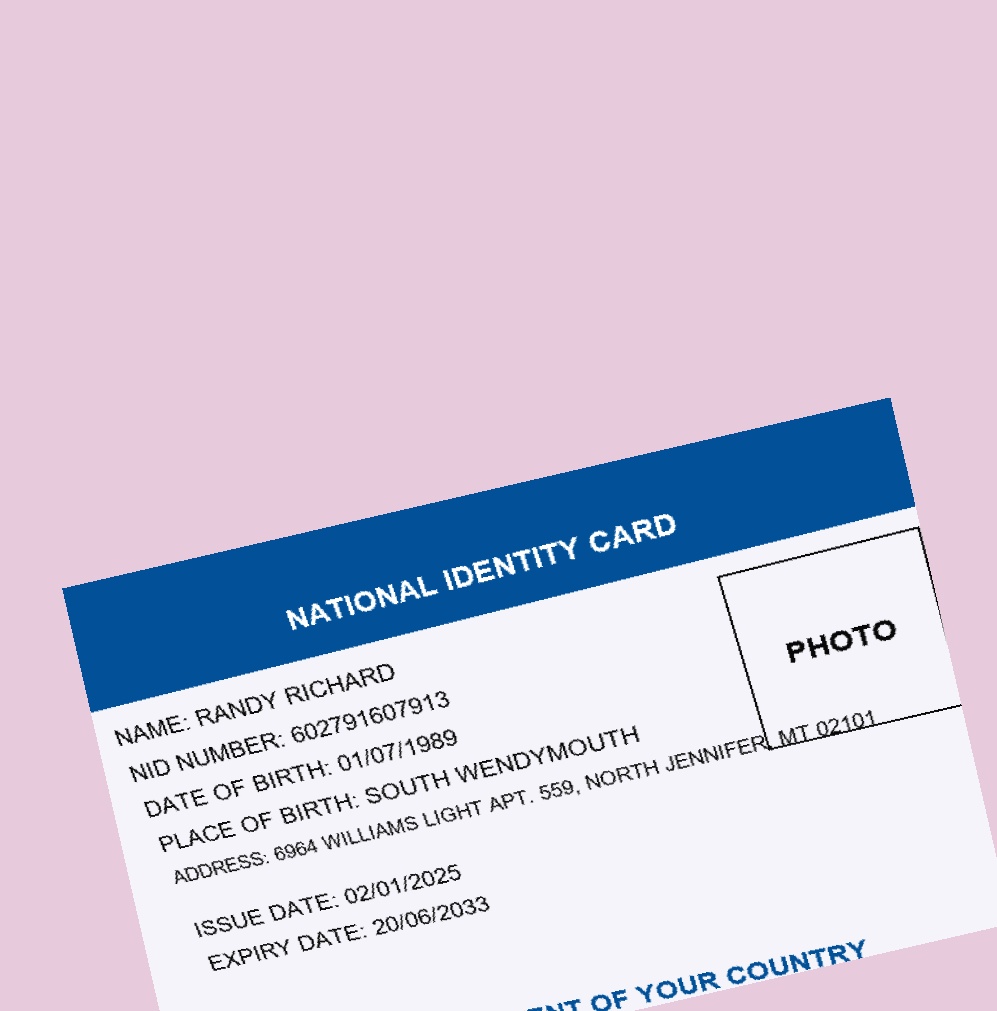 NATIONAL IDENTITY CARD
PHOTO
NAME: RANDY RICHARD
NID NUMBER: 602791607913
DATE OF BIRTH: 01/07/1989
PLACE OF BIRTH: SOUTH WENDYMOUTH
ADDRESS: 6964 WILLIAMS LIGHT APT. 559, NORTH JENNIFER, MT 02101
ISSUE DATE: 02/01/2025
EXPIRY DATE: 20/06/2033
OF YOUR COUNTRY